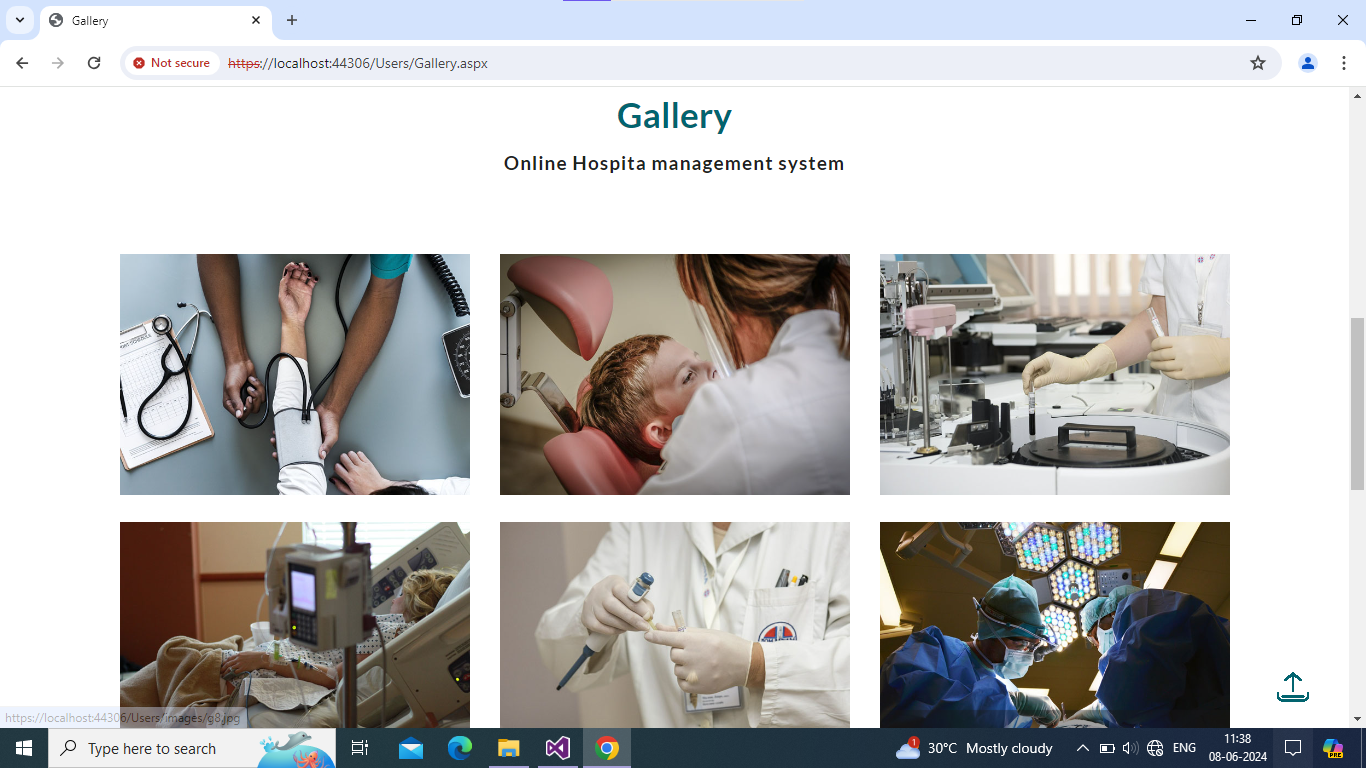 Gallery
Not secure
https://localhost:44306/Users/Gallery.aspx
Gallery
Online Hospita management system
https://localhost:44306/Users/images/g8.jpg
Type here to search
1
30°C Mostly cloudy
ENG
11:38
08-06-2024
PRE